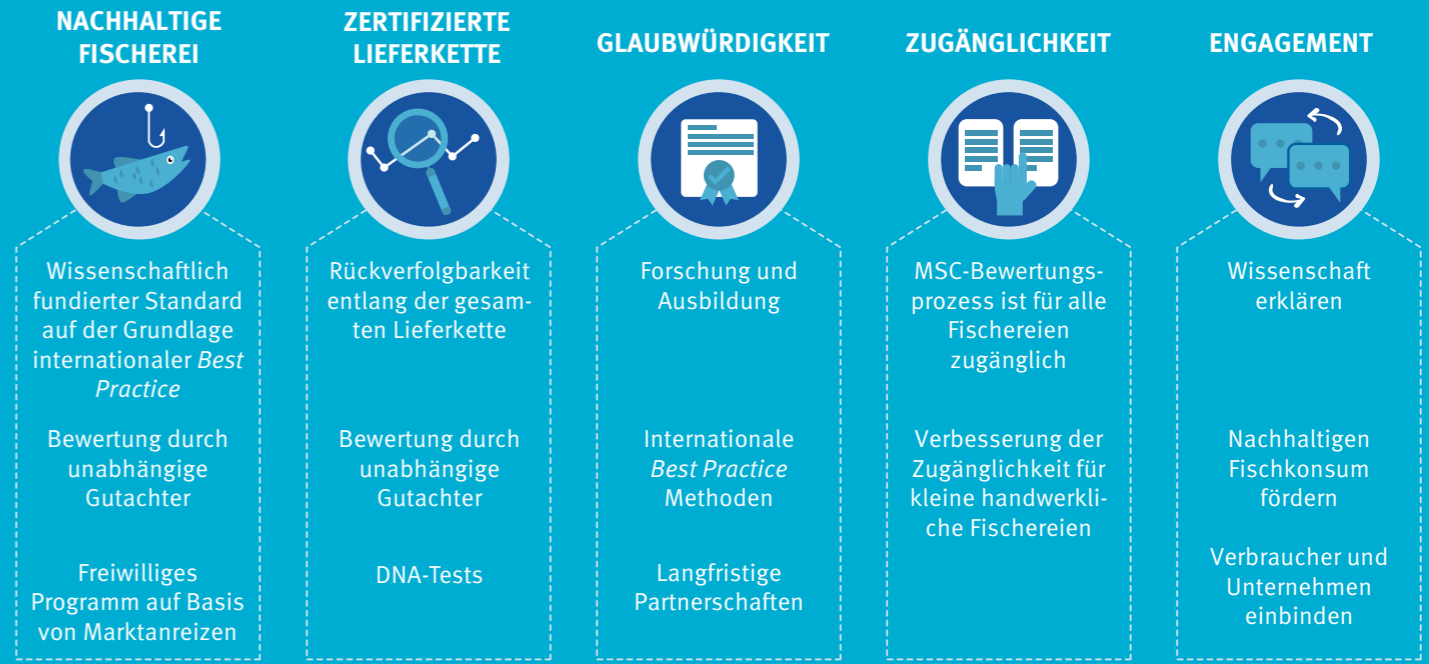 NACHHALTIGE
FISCHEREI
Wissenschaftlich
fundierter Standard
auf der Grundlage
internationaler Best
Practice
Bewertung durch
unabhängige
Gutachter
Freiwilliges
Programm auf Basis
von Marktanreizen
ZERTIFIZIERTE
LIEFERKETTE
Rückverfolgbarkeit
entlang der gesam-
ten Lieferkette
Bewertung durch
unabhängige
Gutachter
DNA-Tests
GLAUBWÜRDIGKEIT
Forschung und
Ausbildung
Internationale
Best Practice
Methoden
Langfristige
Partnerschaften
ZUGÄNGLICHKEIT
MSC-Bewertungs-
prozess ist für alle
Fischereien
zugänglich
Verbesserung der
Zugänglichkeit für
kleine handwerkli-
che Fischereien
ENGAGEMENT
Wissenschaft
erklären
Nachhaltigen
Fischkonsum
fördern
Verbraucher und
Unternehmen
einbinden